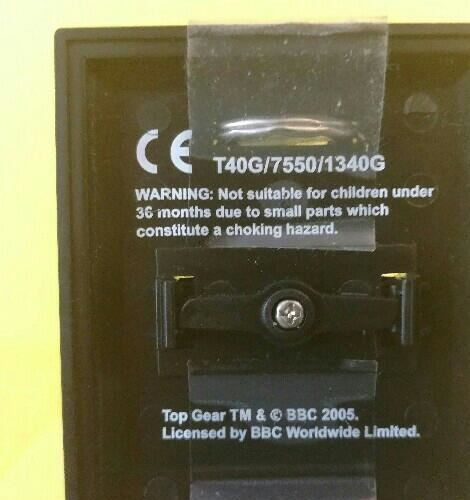 CE T40G/7550/1340G
WARNING: Not suitable for children under
36 months due to small parts which
constitute a choking hazard.
Top Gear TM & © BBC 2005.
Licensed by BBC Worldwide Limited.